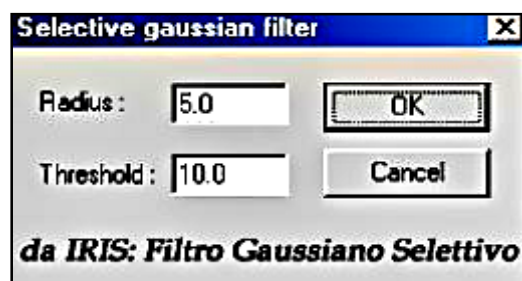 Selective gaussian filter
Radius: 5.0 OK
Threshold: 10.0 Cancel
da IRIS: Filtro Gaussiano Selettivo